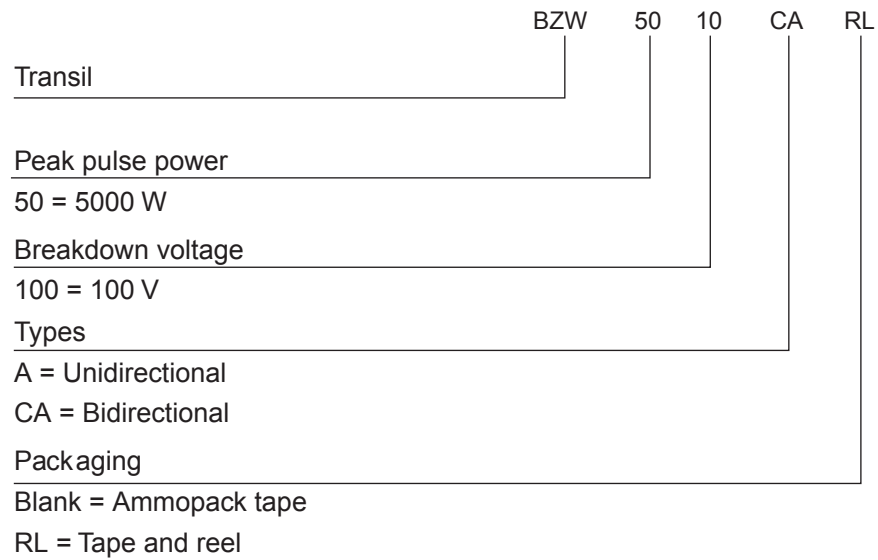 BZW 50 10 CA RL
Transil
Peak pulse power
50 = 5000 W
Breakdown voltage
100 = 100 V
Types
A = Unidirectional
CA = Bidirectional
Packaging
Blank = Ammopack tape
RL = Tape and reel